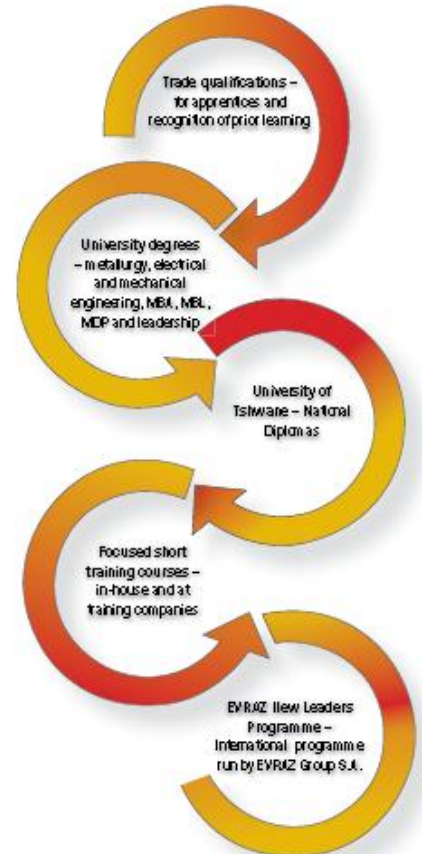 Trade qualifications –
for apprentices and
recognition of prior learning
University degrees
– metallurgy, electrical
and mechanical
engineering, MBA, MBL,
MDP and leadership
University of
Tshwane – National
Diplomas
Focused short
training courses –
in-house and at
training companies
EVRAZ New Leaders
Programme –
International programme
run by EVRAZ Group S.A.